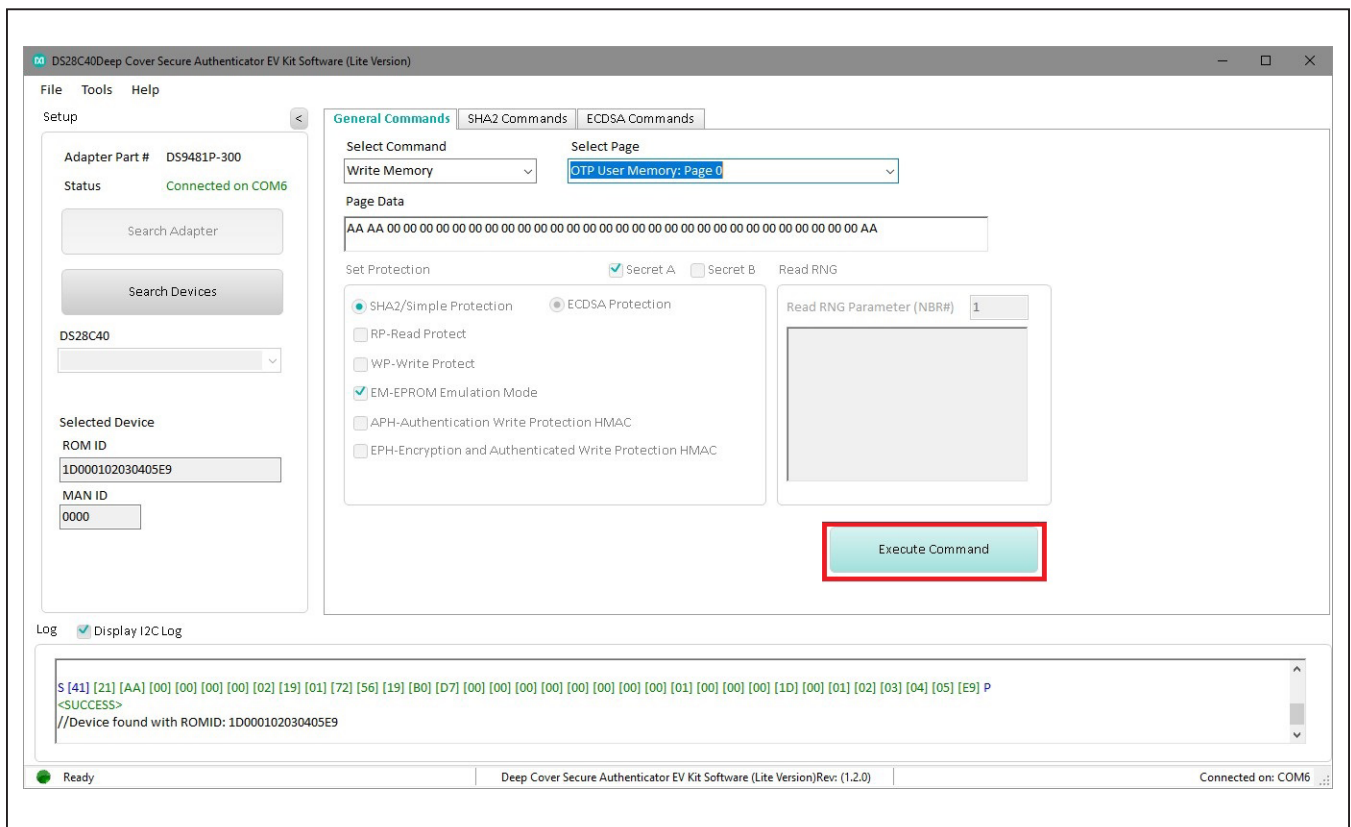 DS28C40Deep Cover Secure Authenticator EV Kit Software (Lite Version)
File Tools Help
Setup <
General Commands SHA2 Commands ECDSA Commands
Adapter Part # DS9481P-300
Status Connected on COM6
Search Adapter
Search Devices
DS28C40
Selected Device
ROM ID
1D000102030405E9
MAN ID
0000
Select Command Select Page
Write Memory OTP User Memory: Page 0
Page Data
AA AA 00 00 00 00 00 00 00 00 00 00 00 00 00 00 00 00 00 00 00 00 00 00 00 00 00 00 00 00 00 AA
Set Protection Secret A Secret B Read RNG
SHA2/Simple Protection ECDSA Protection
RP-Read Protect
WP-Write Protect
EM-EPROM Emulation Mode
APH-Authentication Write Protection HMAC
EPH-Encryption and Authenticated Write Protection HMAC
Read RNG Parameter (NBR#) 1
Execute Command
Log Display I2C Log
S [41] [21] [AA] [00] [00] [00] [00] [02] [19] [01] [72] [56] [19] [B0] [D7] [00] [00] [00] [00] [00] [00] [00] [00] [01] [00] [00] [00] [1D] [00] [01] [02] [03] [04] [05] [E9] P
<SUCCESS>
//Device found with ROMID: 1D000102030405E9
Ready Deep Cover Secure Authenticator EV Kit Software (Lite Version)Rev: (1.2.0) Connected on: COM6